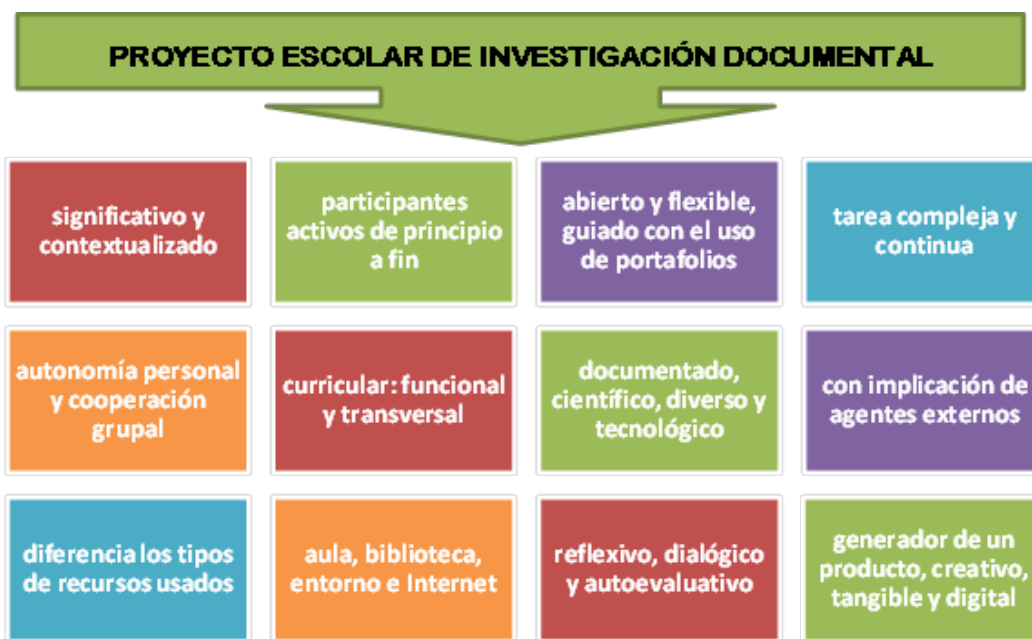 PROYECTO ESCOLAR DE INVESTIGACIÓN DOCUMENTAL
significativo y
contextualizado
participantes
activos de principio
a fin
abierto y flexible,
guiado con el uso
de portafolios
tarea compleja y
continua
autonomía personal
y cooperación
grupal
curricular: funcional
y transversal
documentado,
científico, diverso y
tecnológico
con implicación de
agentes externos
diferencia los tipos
de recursos usados
aula, biblioteca,
entorno e Internet
reflexivo, dialógico
y autoevaluativo
generador de un
producto, creativo,
tangible y digital